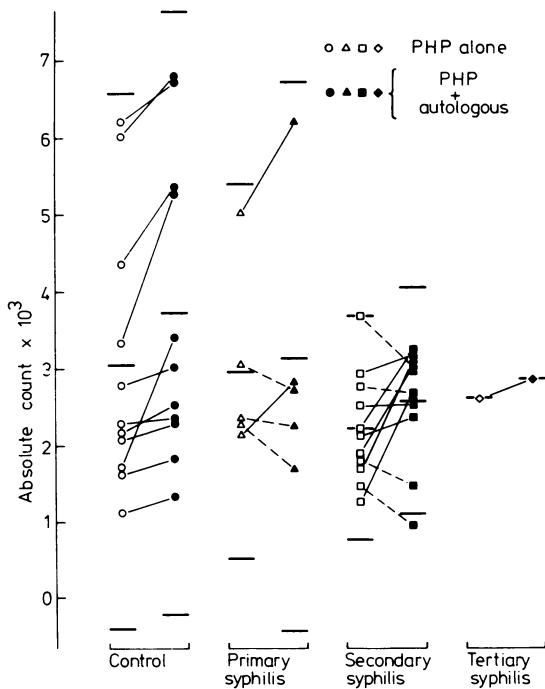 PHP alone
PHP
+
autologous
Absolute count × 10³
7
6
5
4
3
2
1
0
Control
Primary
syphilis
Secondary
syphilis
Tertiary
syphilis